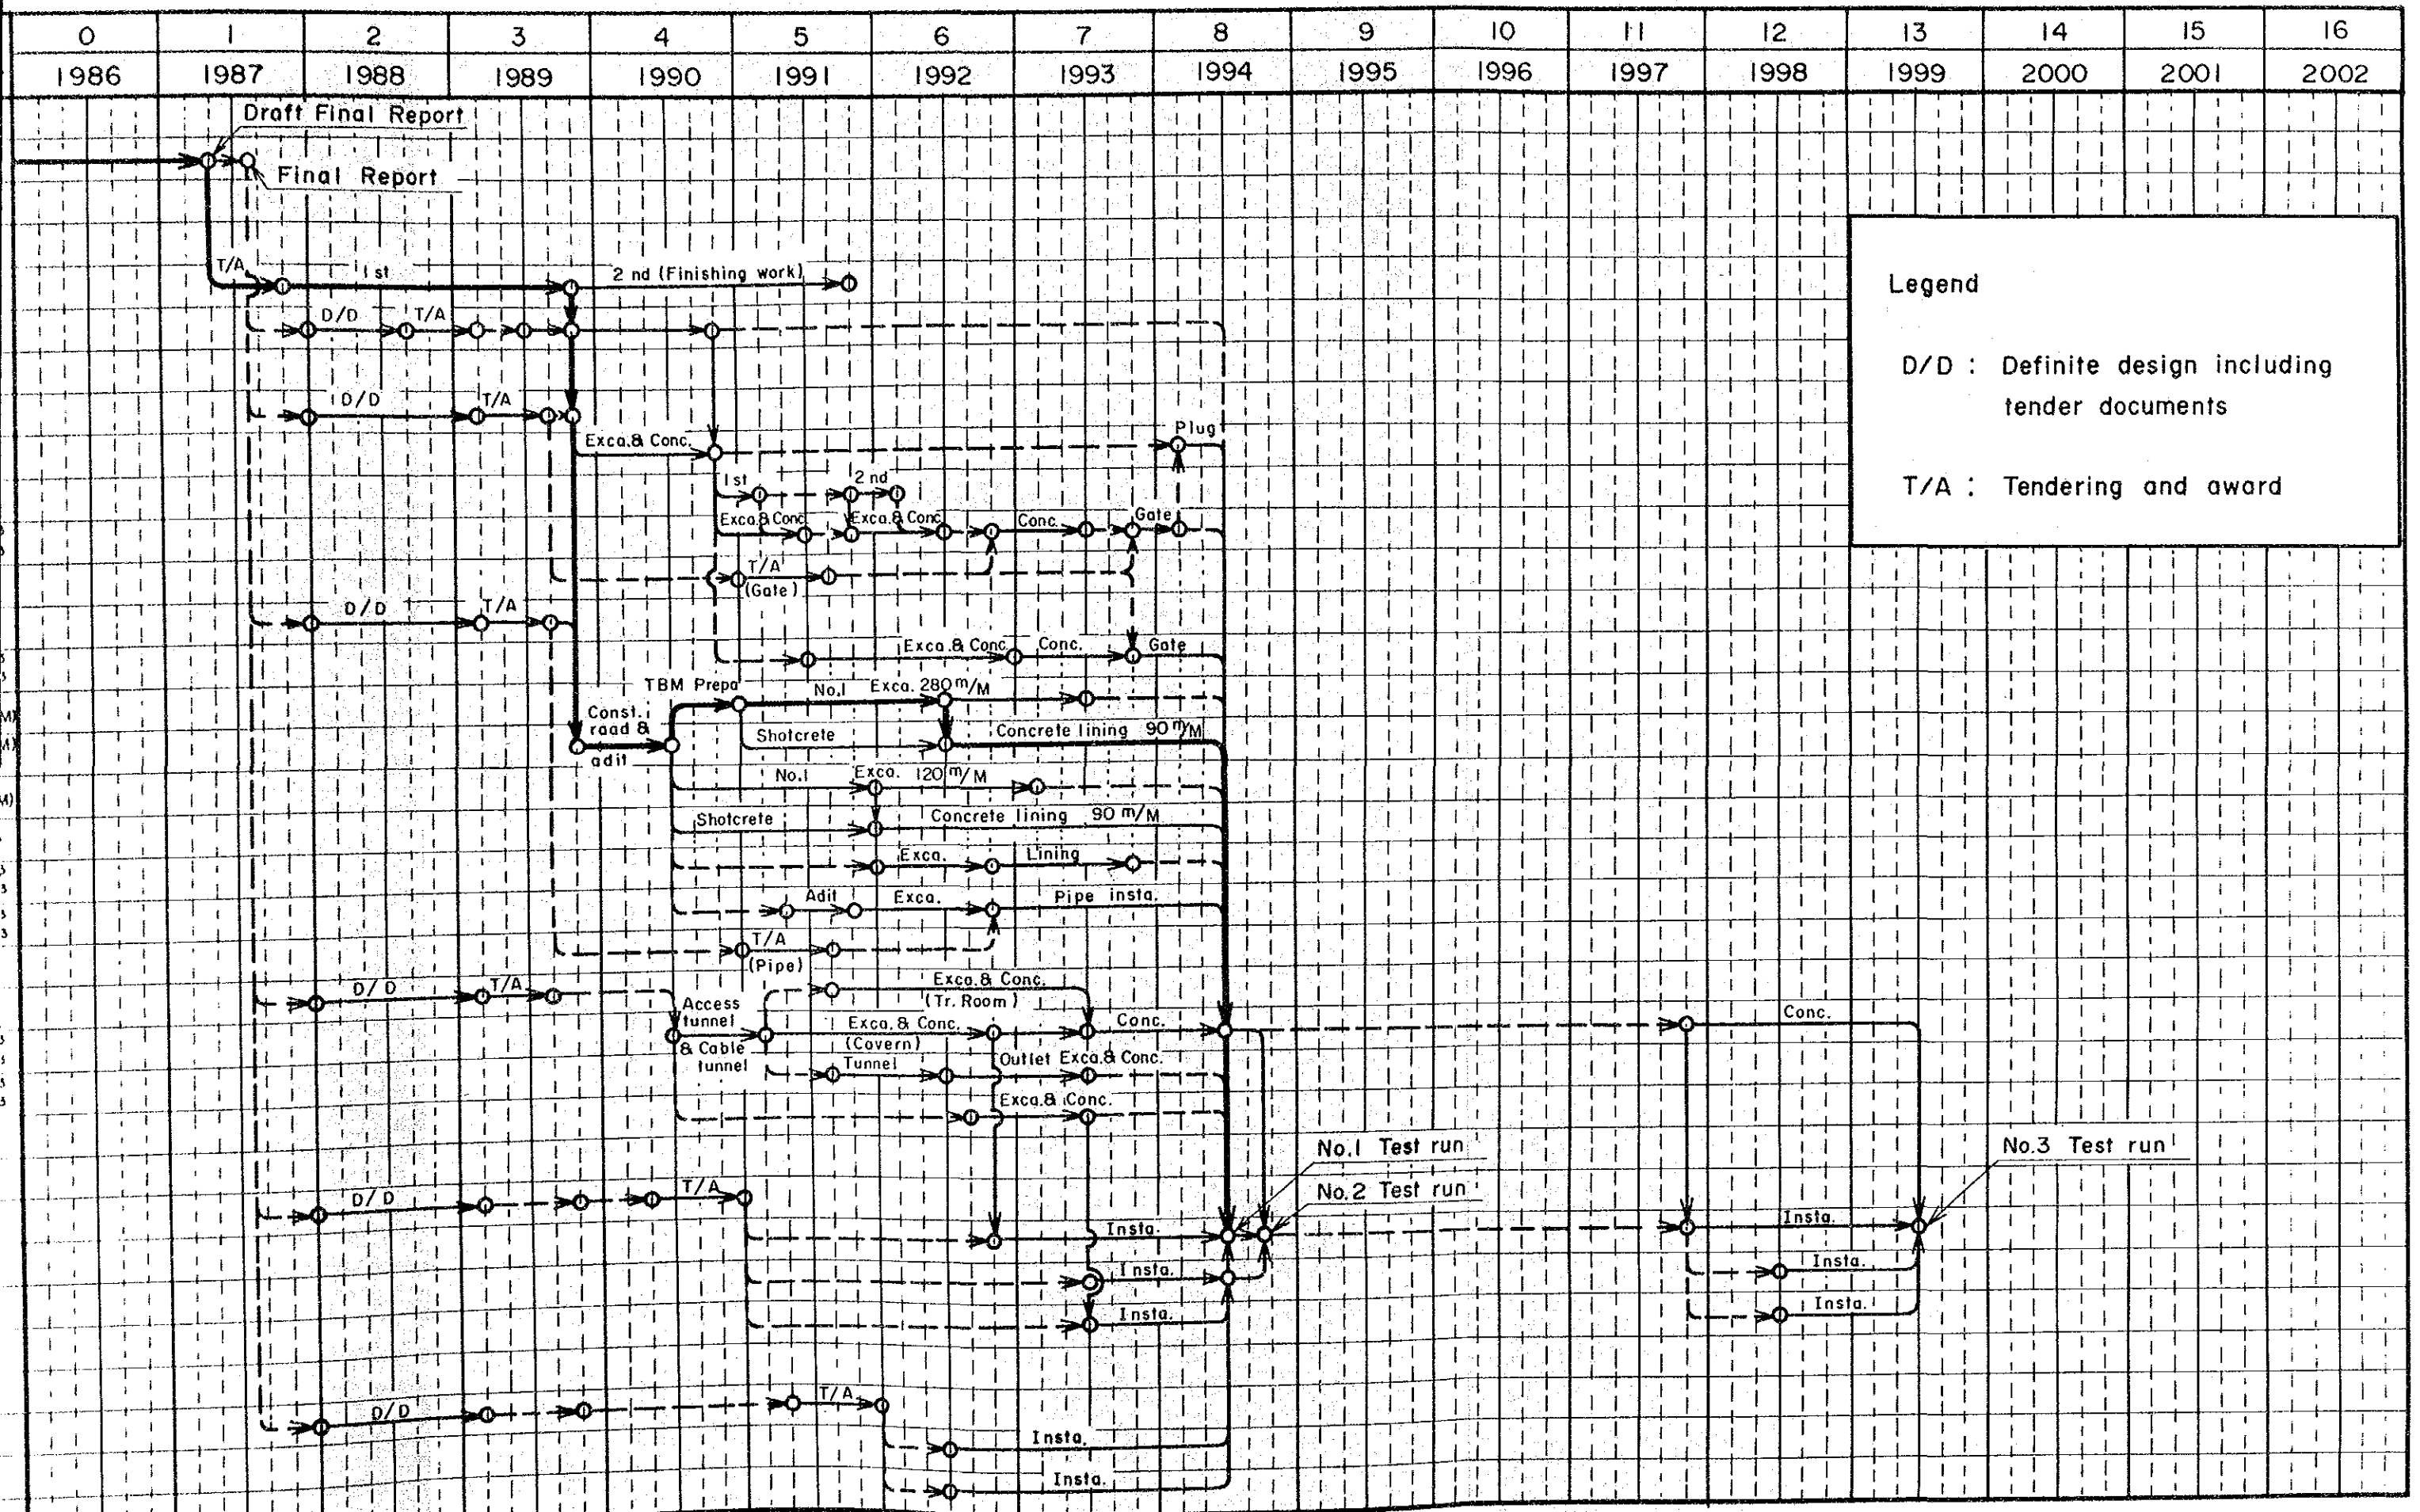 0 1 2 3 4 5 6 7 8 9 10 11 12 13 14 15 16
1986 1987 1988 1989 1990 1991 1992 1993 1994 1995 1996 1997 1998 1999 2000 2001 2002
Draft Final Report
Final Report
T/A 1st 2nd (Finishing work)
D/D T/A
Legend
D/D : Definite design including
tender documents
T/A : Tendering and award
D/D T/A
Exca.& Conc. Plug
1st 2nd
Exca.& Conc. Exca.& Conc. Conc. Gate
T/A
(Gate)
D/D T/A
Exca.& Conc. Conc. Gate
TBM Prepa No.1 Exca. 280 m/M
Const.
road &
adit
Shotcrete Concrete lining 90 m/M
No.1 Exca. 120 m/M
Shotcrete Concrete lining 90 m/M
Exca. Lining
Adit Exca. Pipe insta.
T/A
(Pipe)
D/D T/A
Exca.& Conc.
(Tr. Room)
Access
tunnel
& Cable
tunnel
Exca.& Conc.
(Covern)
Conc. Conc.
Tunnel Outlet Exca.& Conc.
Exca.& Conc.
No.1 Test run
No.2 Test run
No.3 Test run
D/D T/A
Insta. Insta.
Insta. Insta.
Insta. Insta.
D/D T/A
Insta.
Insta.